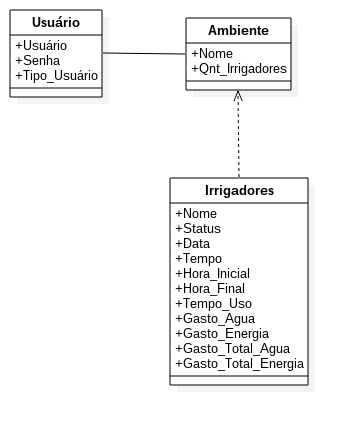 Usuário
+Usuário
+Senha
+Tipo_Usuário
Ambiente
+Nome
+Qnt_Irrigadores
Irrigadores
+Nome
+Status
+Data
+Tempo
+Hora_Inicial
+Hora_Final
+Tempo_Uso
+Gasto_Agua
+Gasto_Energia
+Gasto_Total_Agua
+Gasto_Total_Energia